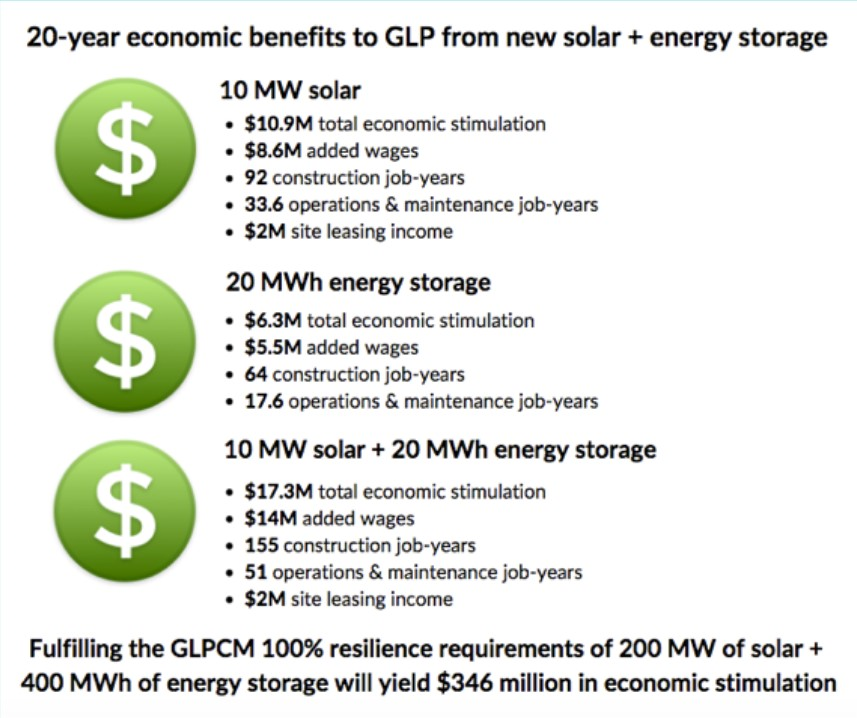 20-year economic benefits to GLP from new solar + energy storage
$
10 MW solar
• $10.9M total economic stimulation
• $8.6M added wages
• 92 construction job-years
• 33.6 operations & maintenance job-years
• $2M site leasing income
$
20 MWh energy storage
• $6.3M total economic stimulation
• $5.5M added wages
• 64 construction job-years
• 17.6 operations & maintenance job-years
$
10 MW solar + 20 MWh energy storage
• $17.3M total economic stimulation
• $14M added wages
• 155 construction job-years
• 51 operations & maintenance job-years
• $2M site leasing income
Fulfilling the GLPCM 100% resilience requirements of 200 MW of solar +
400 MWh of energy storage will yield $346 million in economic stimulation